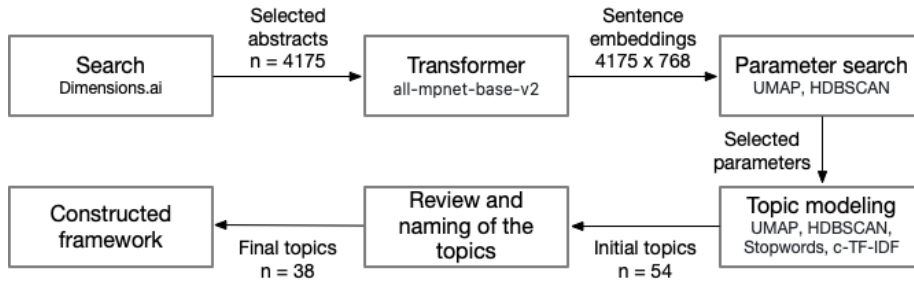 Search
Dimensions.ai
Selected
abstracts
n = 4175
Transformer
all-mpnet-base-v2
Sentence
embeddings
4175 x 768
Parameter search
UMAP, HDBSCAN
Selected
parameters
Topic modeling
UMAP, HDBSCAN,
Stopwords, c-TF-IDF
Initial topics
n = 54
Review and
naming of the
topics
Final topics
n = 38
Constructed
framework